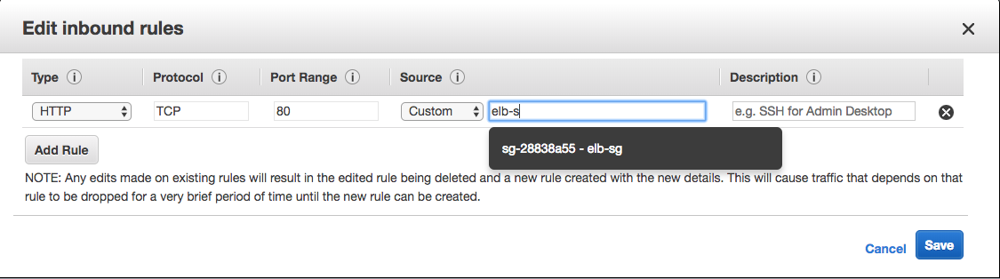 Edit inbound rules
Type Protocol Port Range Source Description
HTTP TCP 80 Custom elb-s e.g. SSH for Admin Desktop
sg-28838a55 - elb-sg
Add Rule
NOTE: Any edits made on existing rules will result in the edited rule being deleted and a new rule created with the new details. This will cause traffic that depends on that
rule to be dropped for a very brief period of time until the new rule can be created.
Cancel Save